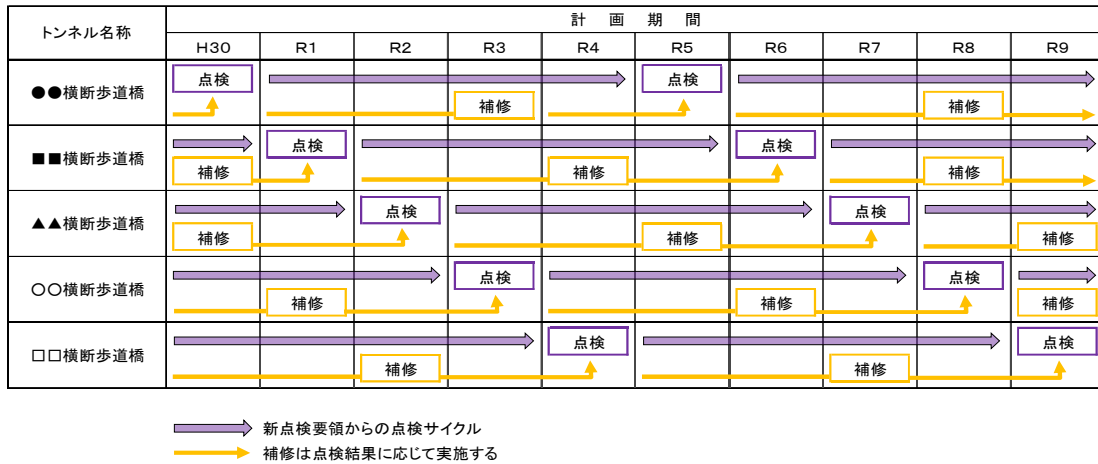 トンネル名称
計画期間
H30 R1 R2 R3 R4 R5 R6 R7 R8 R9
●●横断歩道橋
点検 点検
補修 補修
■■横断歩道橋
点検 点検
補修 補修 補修
▲▲横断歩道橋
点検 点検
補修 補修 補修
○○横断歩道橋
点検 点検
補修 補修 補修
□□横断歩道橋
点検 点検
補修 補修
新点検要領からの点検サイクル
補修は点検結果に応じて実施する